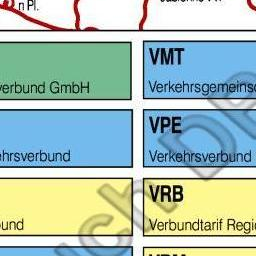 n Pl.
VMT
verbund GmbH
Verkehrsgemeinsc
VPE
ehrsverbund
Verkehrsverbund
VRB
bund
Verbundtarif Regi